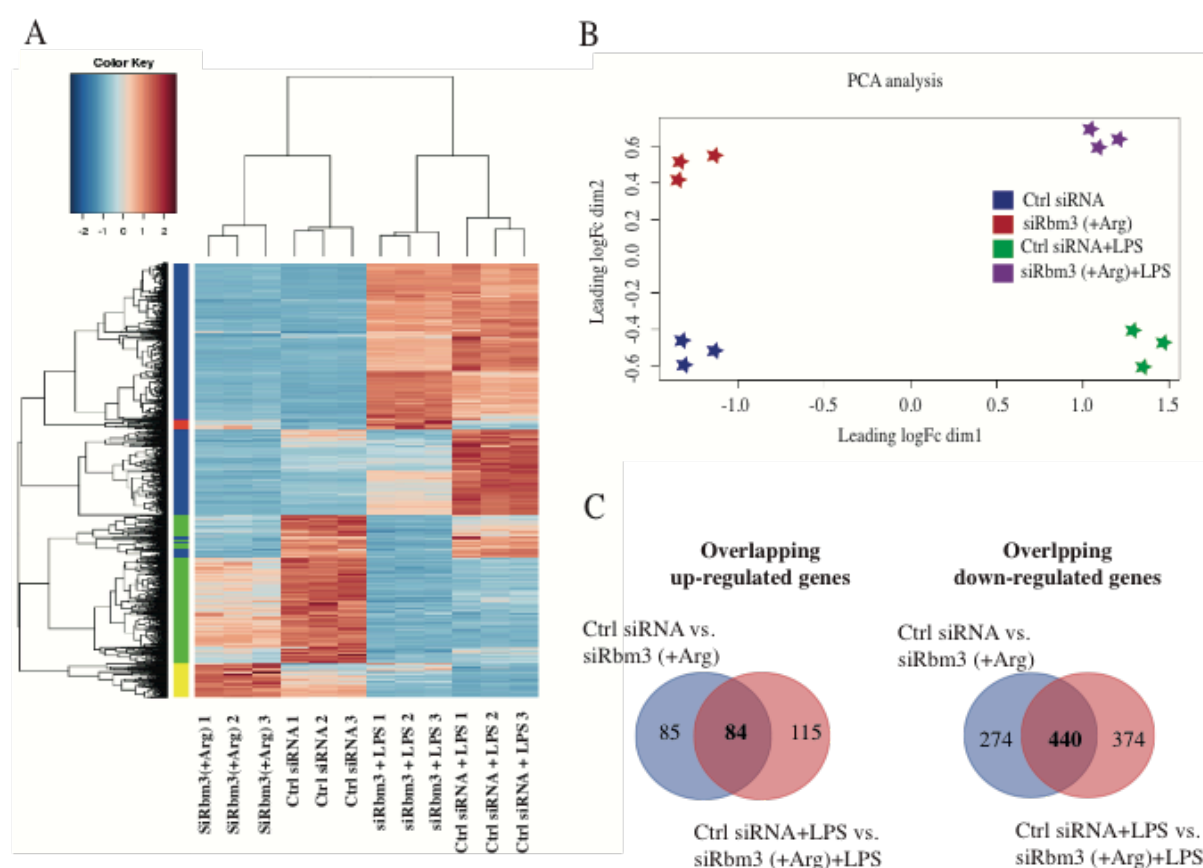 A
Color Key
-2 -1 0 1 2
SiRbm3(+Arg) 1
SiRbm3(+Arg) 2
SiRbm3(+Arg) 3
Ctrl siRNA 1
Ctrl siRNA 2
Ctrl siRNA 3
siRbm3 + LPS 1
siRbm3 + LPS 2
siRbm3 + LPS 3
Ctrl siRNA + LPS 1
Ctrl siRNA + LPS 2
Ctrl siRNA + LPS 3
B
PCA analysis
Leading logFc dim2
0.6
0.4
0.2
0.0
-0.2
-0.4
-0.6
Ctrl siRNA
siRbm3 (+Arg)
Ctrl siRNA+LPS
siRbm3 (+Arg)+LPS
-1.0 -0.5 0.0 0.5 1.0 1.5
Leading logFc dim1
C
Overlapping
up-regulated genes
Ctrl siRNA vs.
siRbm3 (+Arg)
85 84 115
Ctrl siRNA+LPS vs.
siRbm3 (+Arg)+LPS
Overlpping
down-regulated genes
Ctrl siRNA vs.
siRbm3 (+Arg)
274 440 374
Ctrl siRNA+LPS vs.
siRbm3 (+Arg)+LPS